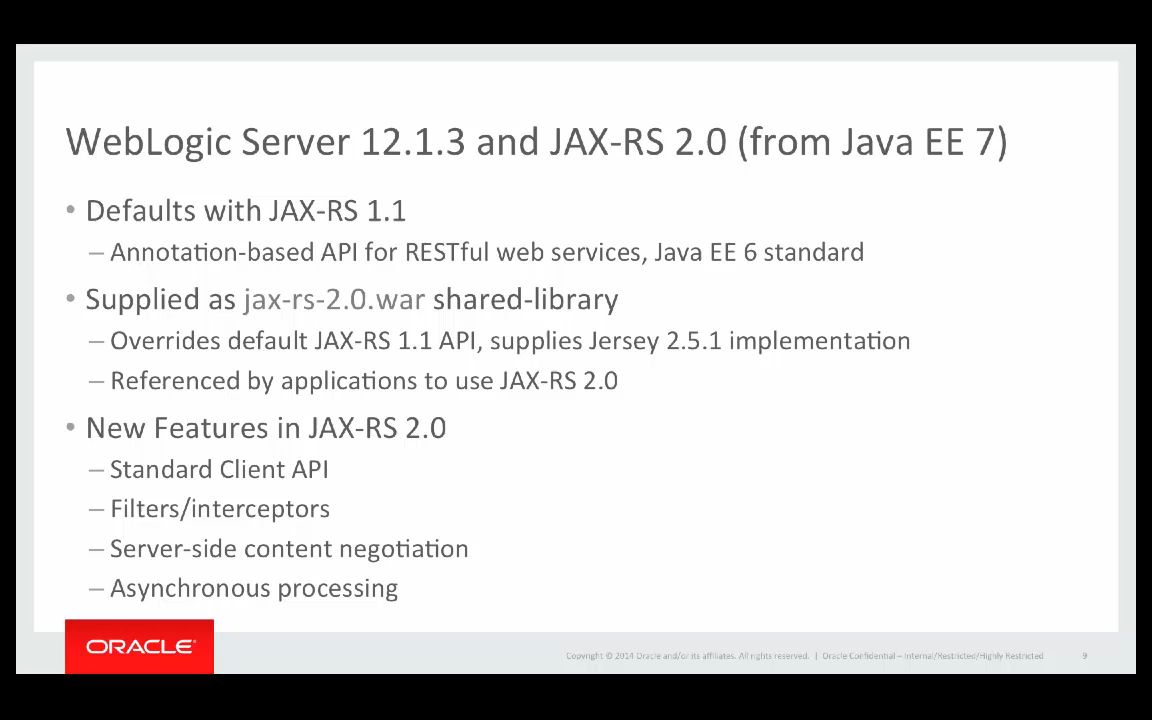 WebLogic Server 12.1.3 and JAX-RS 2.0 (from Java EE 7)
• Defaults with JAX-RS 1.1
– Annotation-based API for RESTful web services, Java EE 6 standard
• Supplied as jax-rs-2.0.war shared-library
– Overrides default JAX-RS 1.1 API, supplies Jersey 2.5.1 implementation
– Referenced by applications to use JAX-RS 2.0
• New Features in JAX-RS 2.0
– Standard Client API
– Filters/interceptors
– Server-side content negotiation
– Asynchronous processing
ORACLE®
Copyright © 2014 Oracle and/or its affiliates. All rights reserved. | Oracle Confidential – Internal/Restricted/Highly Restricted 9